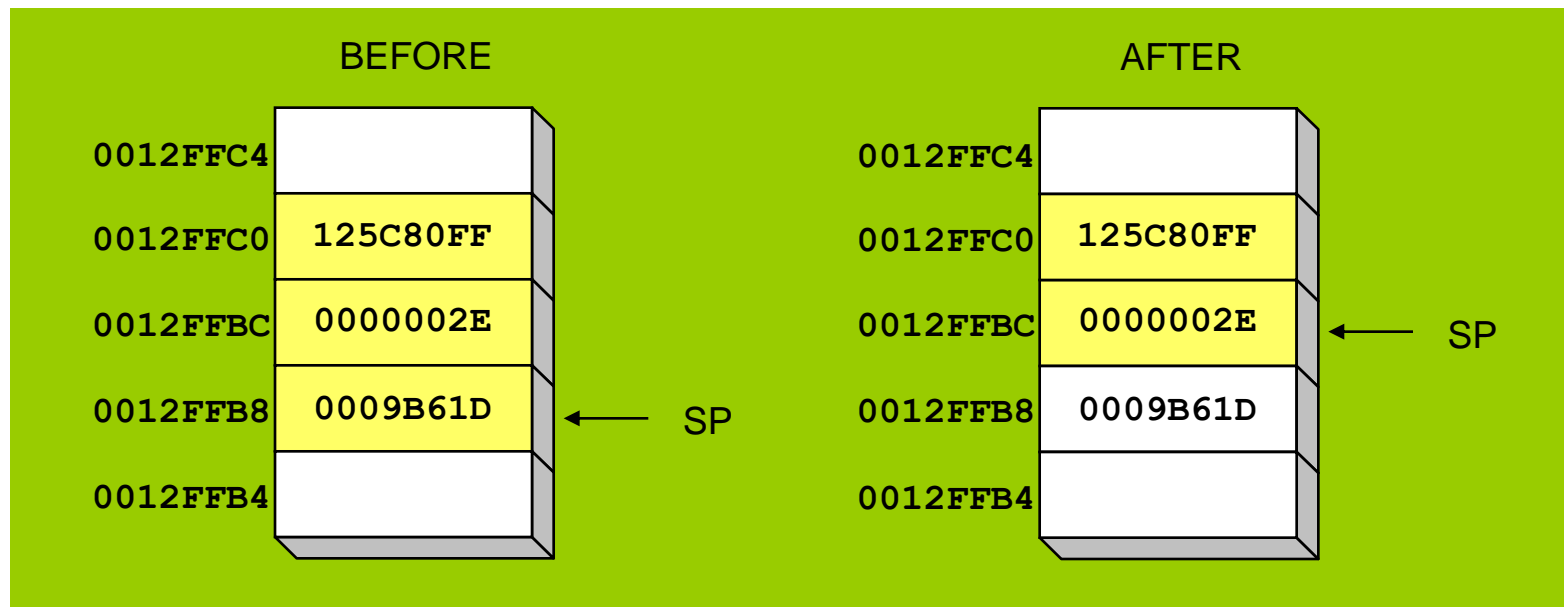 BEFORE
0012FFC4
0012FFC0 125C80FF
0012FFBC 0000002E
0012FFB8 0009B61D SP
0012FFB4
AFTER
0012FFC4
0012FFC0 125C80FF
0012FFBC 0000002E SP
0012FFB8 0009B61D
0012FFB4